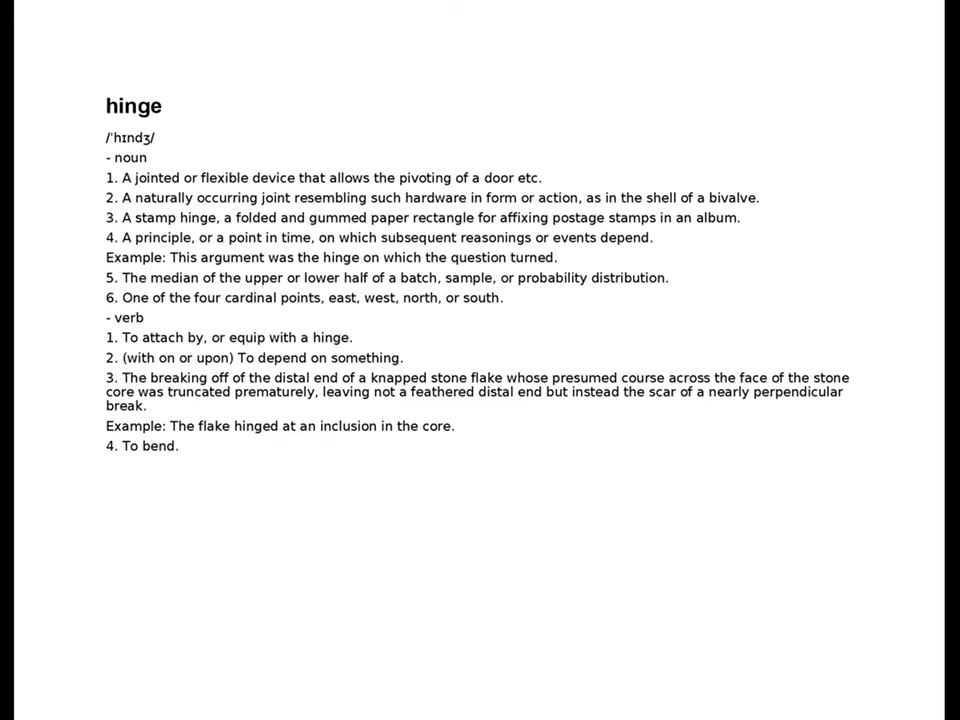 hinge
/ˈhɪndʒ/
- noun
1. A jointed or flexible device that allows the pivoting of a door etc.
2. A naturally occurring joint resembling such hardware in form or action, as in the shell of a bivalve.
3. A stamp hinge, a folded and gummed paper rectangle for affixing postage stamps in an album.
4. A principle, or a point in time, on which subsequent reasonings or events depend.
Example: This argument was the hinge on which the question turned.
5. The median of the upper or lower half of a batch, sample, or probability distribution.
6. One of the four cardinal points, east, west, north, or south.
- verb
1. To attach by, or equip with a hinge.
2. (with on or upon) To depend on something.
3. The breaking off of the distal end of a knapped stone flake whose presumed course across the face of the stone
core was truncated prematurely, leaving not a feathered distal end but instead the scar of a nearly perpendicular
break.
Example: The flake hinged at an inclusion in the core.
4. To bend.